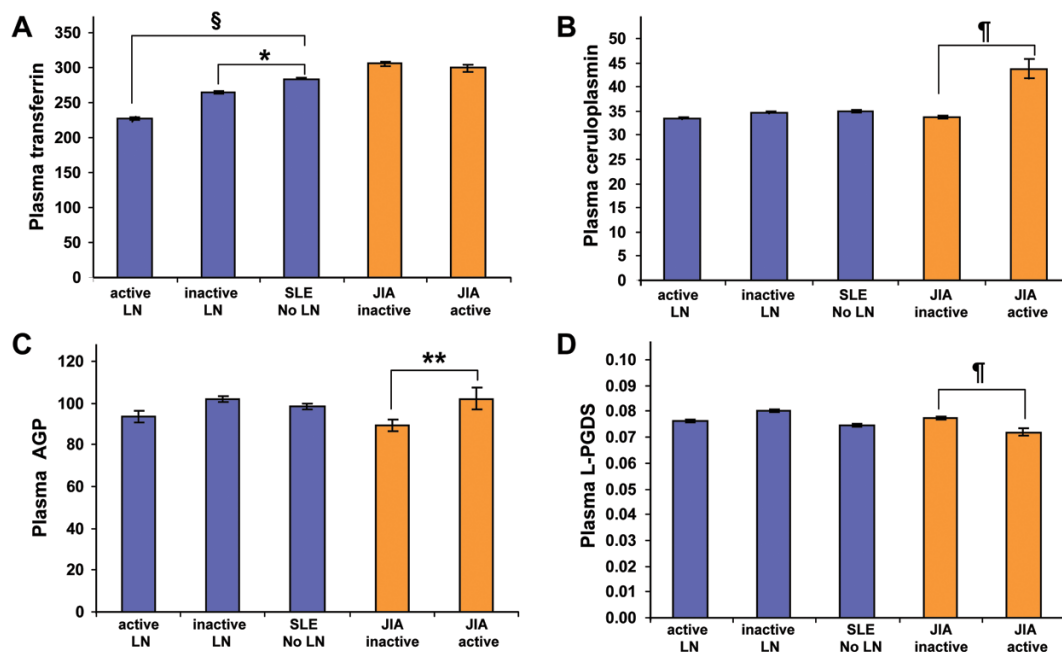 A
Plasma transferrin
350
300
250
200
150
100
50
0
§
*
active LN
inactive LN
SLE No LN
JIA inactive
JIA active
B
Plasma ceruloplasmin
50
45
40
35
30
25
20
15
10
5
0
¶
active LN
inactive LN
SLE No LN
JIA inactive
JIA active
C
Plasma AGP
120
100
80
60
40
20
0
**
active LN
inactive LN
SLE No LN
JIA inactive
JIA active
D
Plasma L-PGDS
0.10
0.09
0.08
0.07
0.06
0.05
0.04
0.03
0.02
0.01
0.00
¶
active LN
inactive LN
SLE No LN
JIA inactive
JIA active